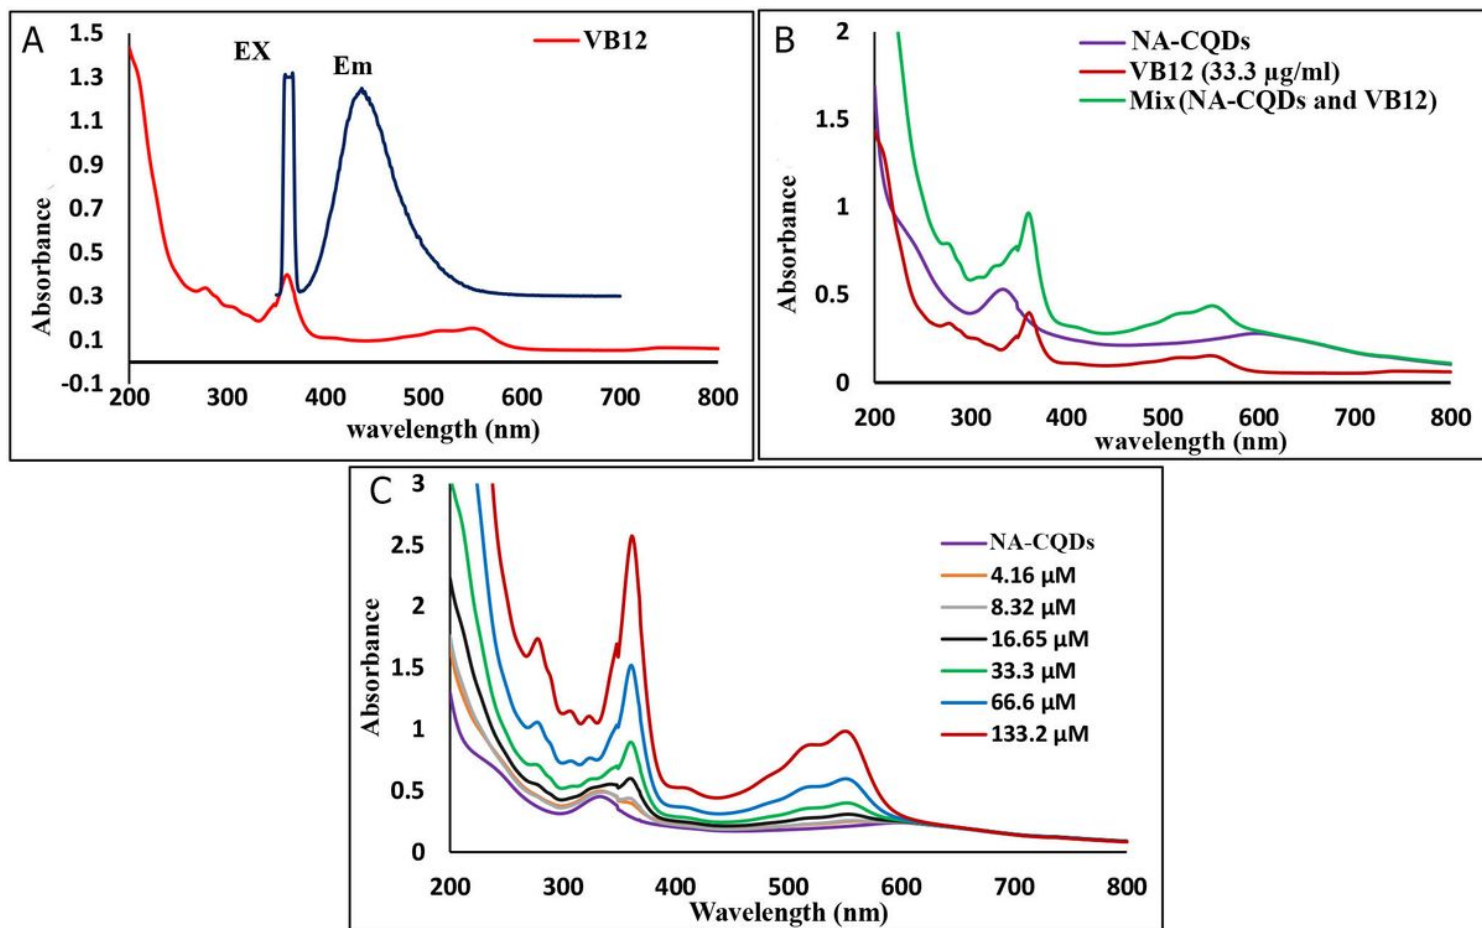 A
1.5
1.3
1.1
0.9
0.7
0.5
0.3
0.1
-0.1
EX
Em
VB12
Absorbance
200 300 400 500 600 700 800
wavelength (nm)
B
2
1.5
1
0.5
0
NA-CQDs
VB12 (33.3 µg/ml)
Mix(NA-CQDs and VB12)
Absorbance
200 300 400 500 600 700 800
wavelength (nm)
C
3
2.5
2
1.5
1
0.5
0
NA-CQDs
4.16 µM
8.32 µM
16.65 µM
33.3 µM
66.6 µM
133.2 µM
Absorbance
200 300 400 500 600 700 800
Wavelength (nm)